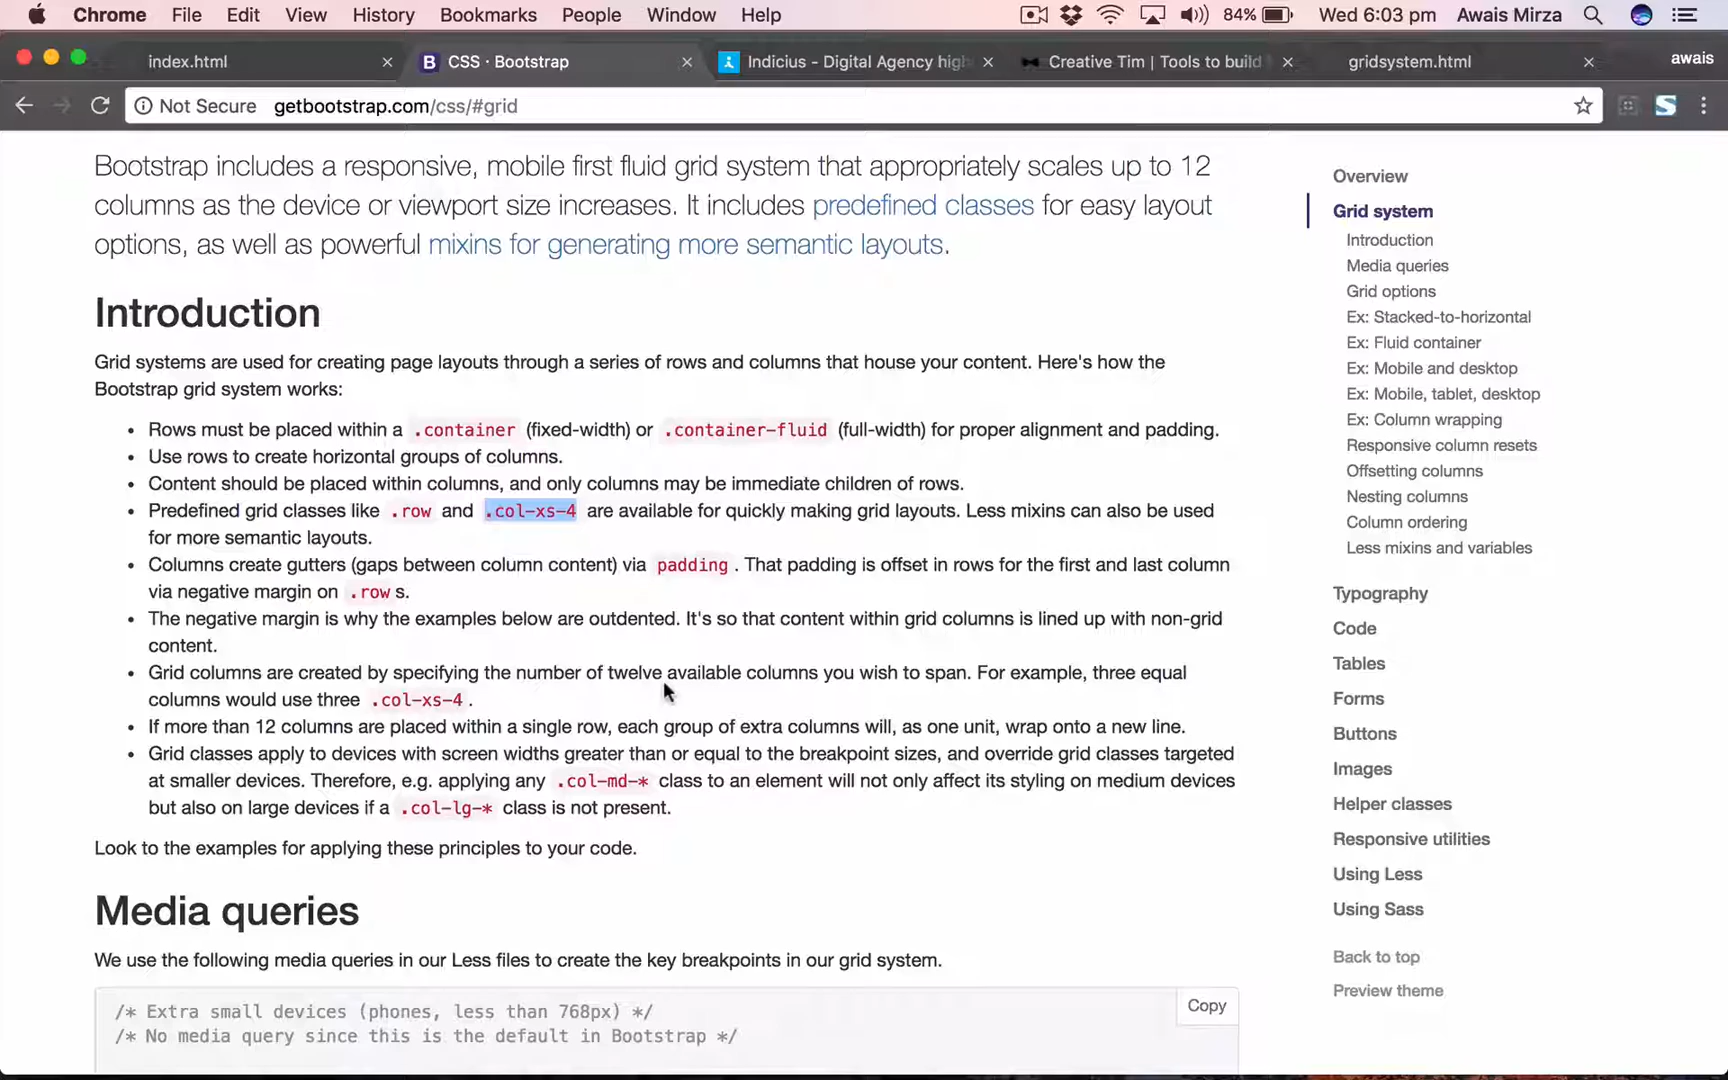 Chrome File Edit View History Bookmarks People Window Help 84% Wed 6:03 pm Awais Mirza
index.html CSS · Bootstrap Indicius - Digital Agency high Creative Tim | Tools to build gridsystem.html awais
Not Secure getbootstrap.com/css/#grid
Bootstrap includes a responsive, mobile first fluid grid system that appropriately scales up to 12
columns as the device or viewport size increases. It includes predefined classes for easy layout
options, as well as powerful mixins for generating more semantic layouts.
Introduction
Grid systems are used for creating page layouts through a series of rows and columns that house your content. Here's how the
Bootstrap grid system works:
• Rows must be placed within a .container (fixed-width) or .container-fluid (full-width) for proper alignment and padding.
• Use rows to create horizontal groups of columns.
• Content should be placed within columns, and only columns may be immediate children of rows.
• Predefined grid classes like .row and .col-xs-4 are available for quickly making grid layouts. Less mixins can also be used
for more semantic layouts.
• Columns create gutters (gaps between column content) via padding . That padding is offset in rows for the first and last column
via negative margin on .row s.
• The negative margin is why the examples below are outdented. It's so that content within grid columns is lined up with non-grid
content.
• Grid columns are created by specifying the number of twelve available columns you wish to span. For example, three equal
columns would use three .col-xs-4 .
• If more than 12 columns are placed within a single row, each group of extra columns will, as one unit, wrap onto a new line.
• Grid classes apply to devices with screen widths greater than or equal to the breakpoint sizes, and override grid classes targeted
at smaller devices. Therefore, e.g. applying any .col-md-* class to an element will not only affect its styling on medium devices
but also on large devices if a .col-lg-* class is not present.
Look to the examples for applying these principles to your code.
Media queries
We use the following media queries in our Less files to create the key breakpoints in our grid system.
Copy
/* Extra small devices (phones, less than 768px) */
/* No media query since this is the default in Bootstrap */
Overview
Grid system
Introduction
Media queries
Grid options
Ex: Stacked-to-horizontal
Ex: Fluid container
Ex: Mobile and desktop
Ex: Mobile, tablet, desktop
Ex: Column wrapping
Responsive column resets
Offsetting columns
Nesting columns
Column ordering
Less mixins and variables
Typography
Code
Tables
Forms
Buttons
Images
Helper classes
Responsive utilities
Using Less
Using Sass
Back to top
Preview theme